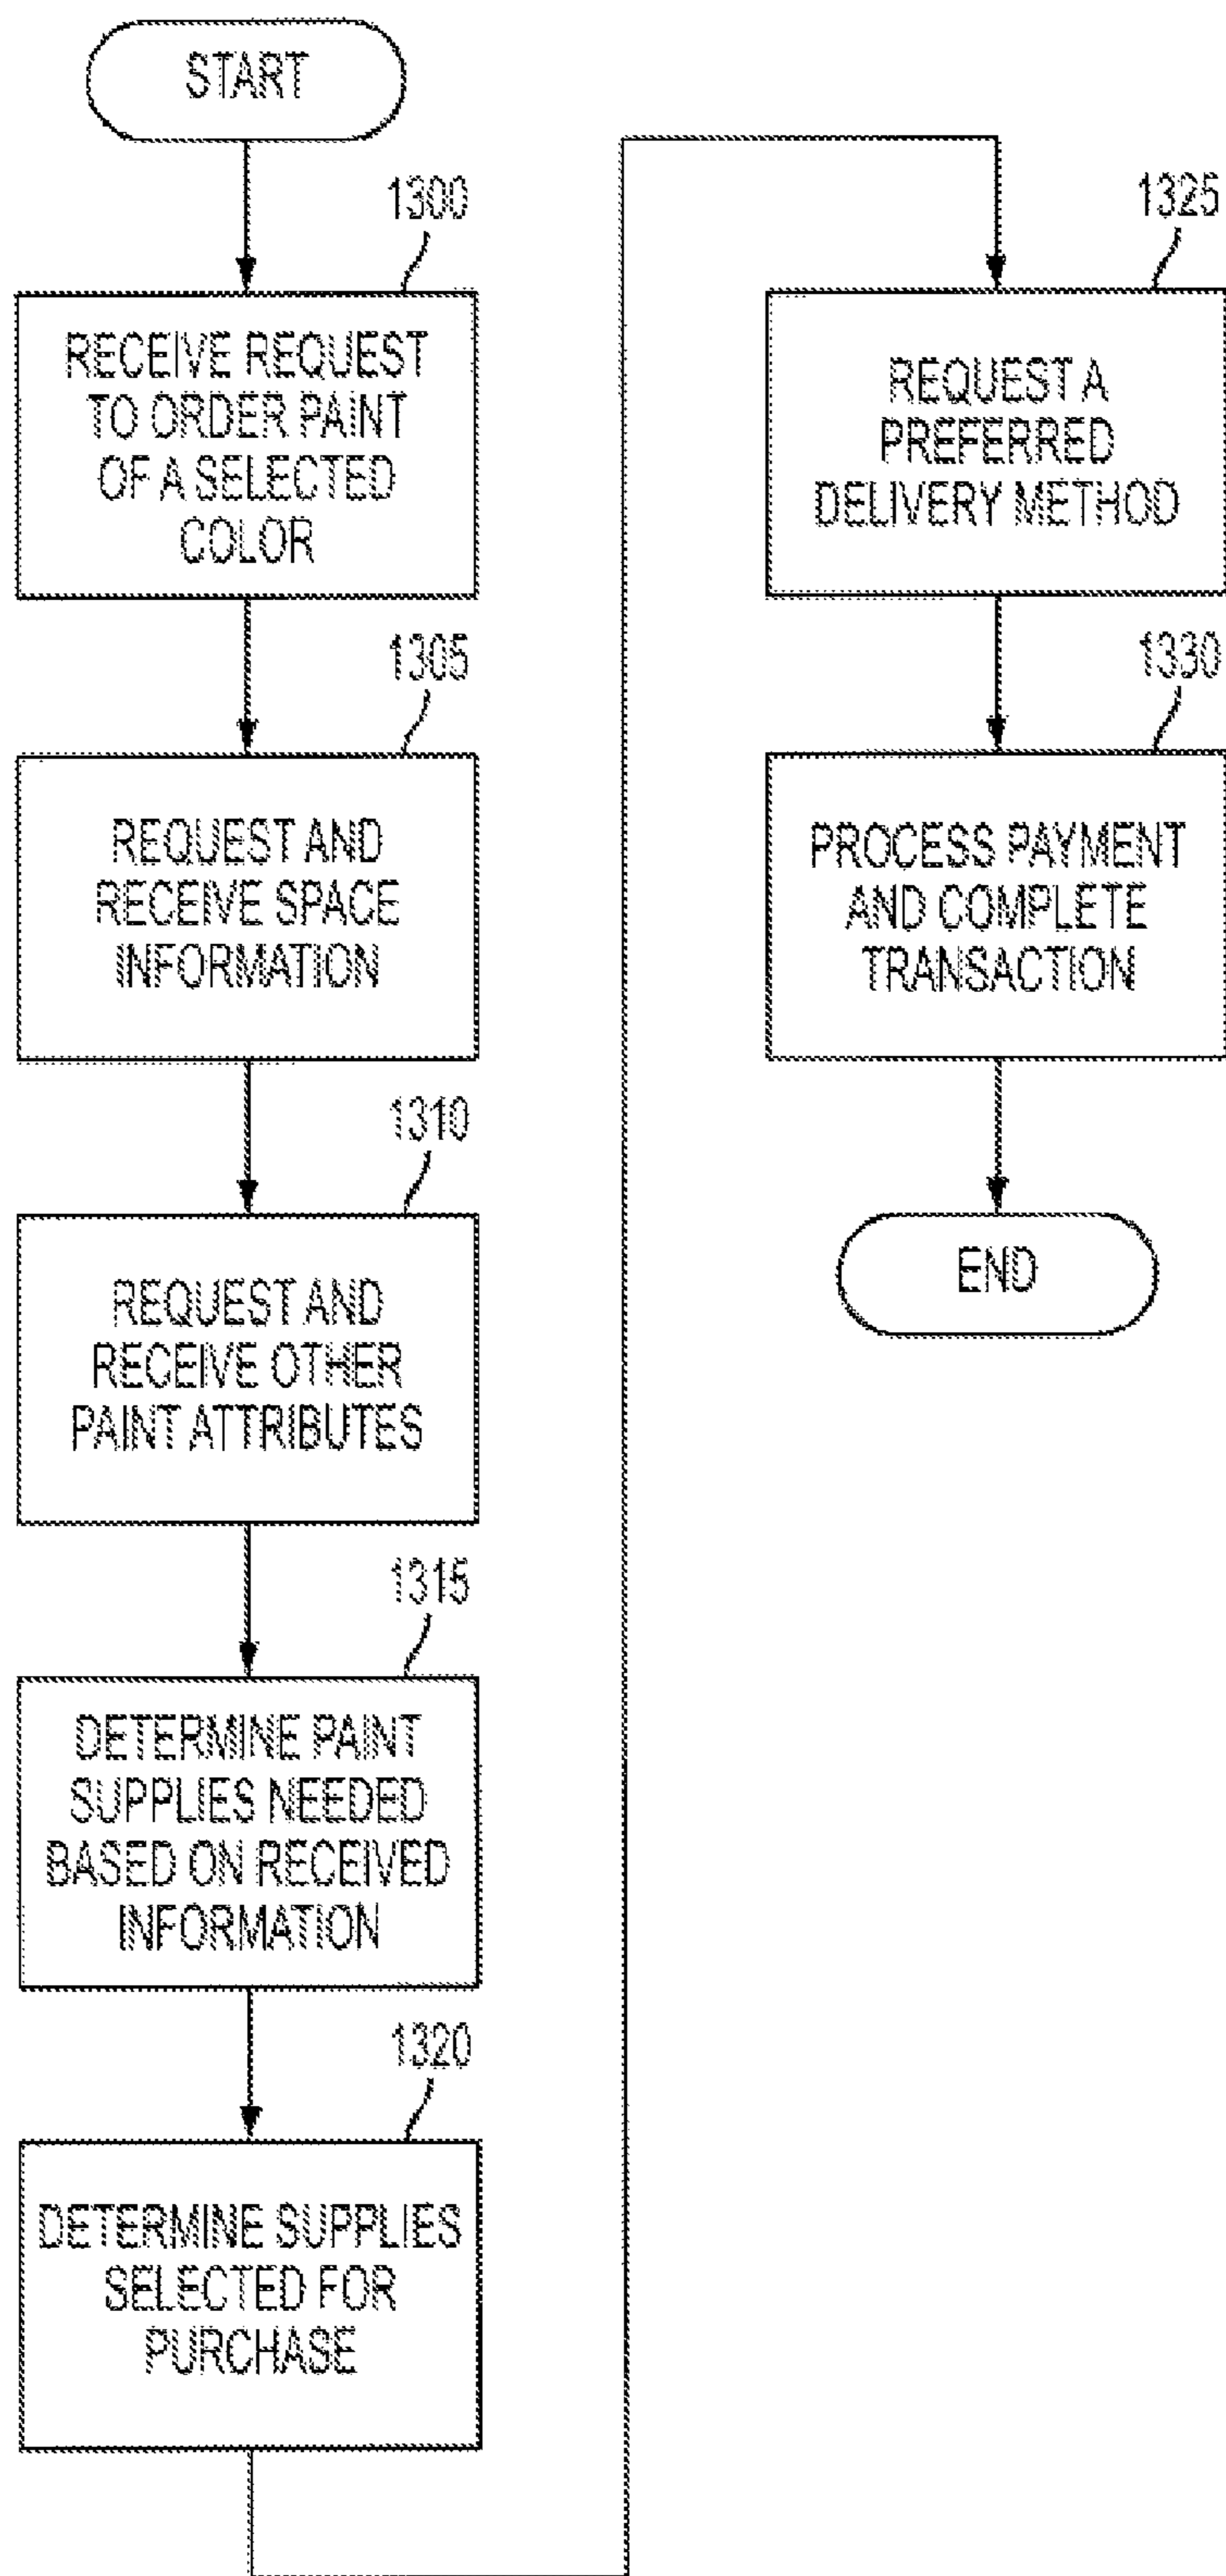 START
1300
RECEIVE REQUEST
TO ORDER PAINT
OF A SELECTED
COLOR
1305
REQUEST AND
RECEIVE SPACE
INFORMATION
1310
REQUEST AND
RECEIVE OTHER
PAINT ATTRIBUTES
1315
DETERMINE PAINT
SUPPLIES NEEDED
BASED ON RECEIVED
INFORMATION
1320
DETERMINE SUPPLIES
SELECTED FOR
PURCHASE
1325
REQUEST A
PREFERRED
DELIVERY METHOD
1330
PROCESS PAYMENT
AND COMPLETE
TRANSACTION
END